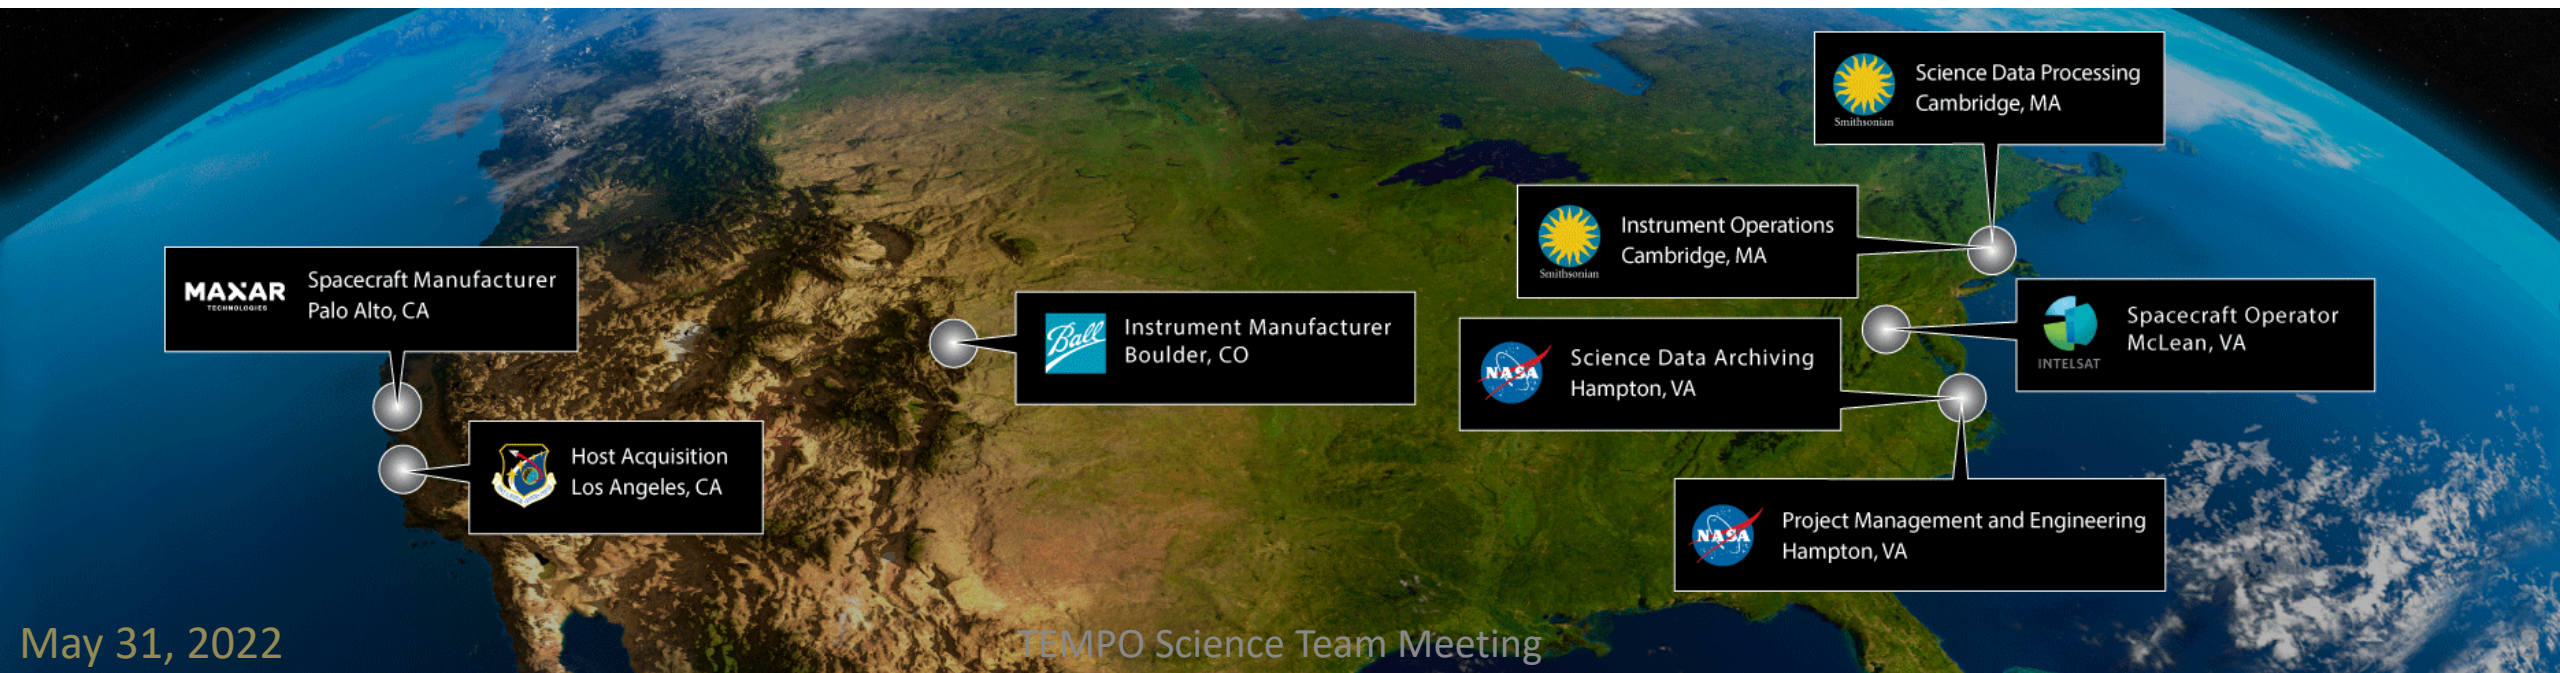 Smithsonian
Science Data Processing
Cambridge, MA
Smithsonian
Instrument Operations
Cambridge, MA
MAXAR
TECHNOLOGIES
Spacecraft Manufacturer
Palo Alto, CA
Ball
Instrument Manufacturer
Boulder, CO
INTELSAT
Spacecraft Operator
McLean, VA
NASA
Science Data Archiving
Hampton, VA
Host Acquisition
Los Angeles, CA
NASA
Project Management and Engineering
Hampton, VA
May 31, 2022
TEMPO Science Team Meeting